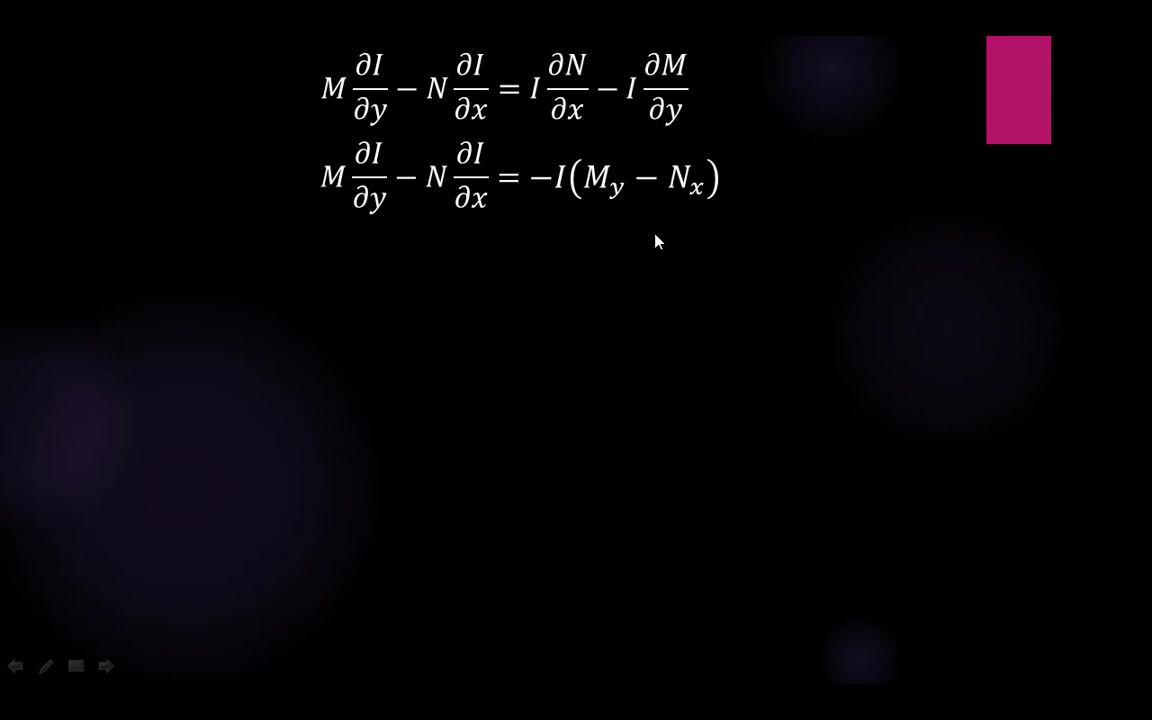 M ∂I/∂y − N ∂I/∂x = I ∂N/∂x − I ∂M/∂y
M ∂I/∂y − N ∂I/∂x = −I(M_y − N_x)